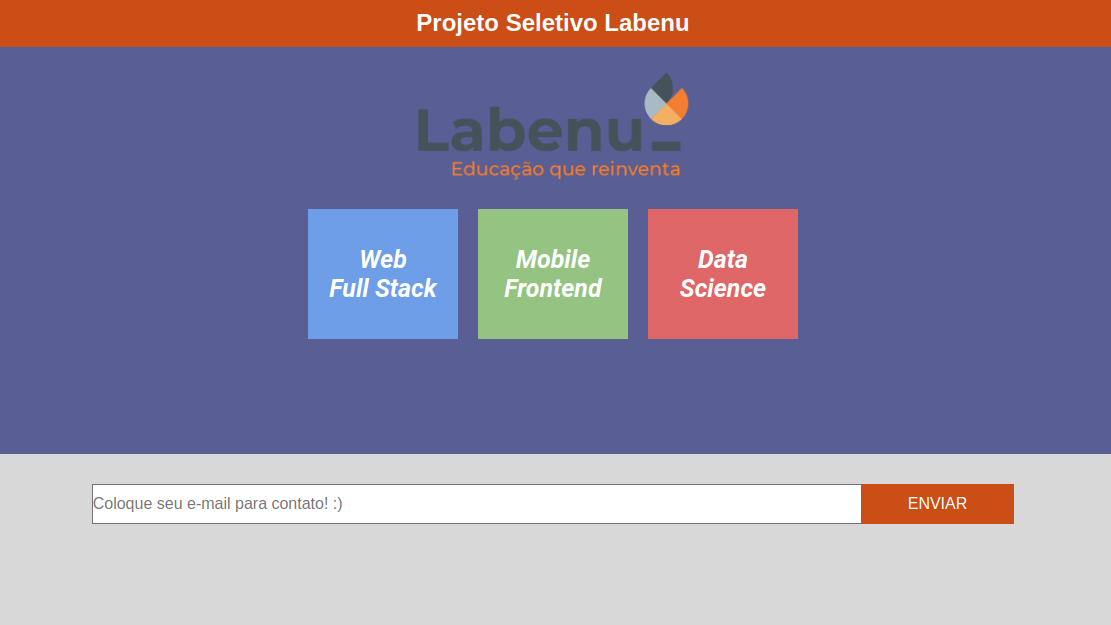 Projeto Seletivo Labenu
Labenu_
Educação que reinventa
Web
Full Stack
Mobile
Frontend
Data
Science
Coloque seu e-mail para contato! :)
ENVIAR